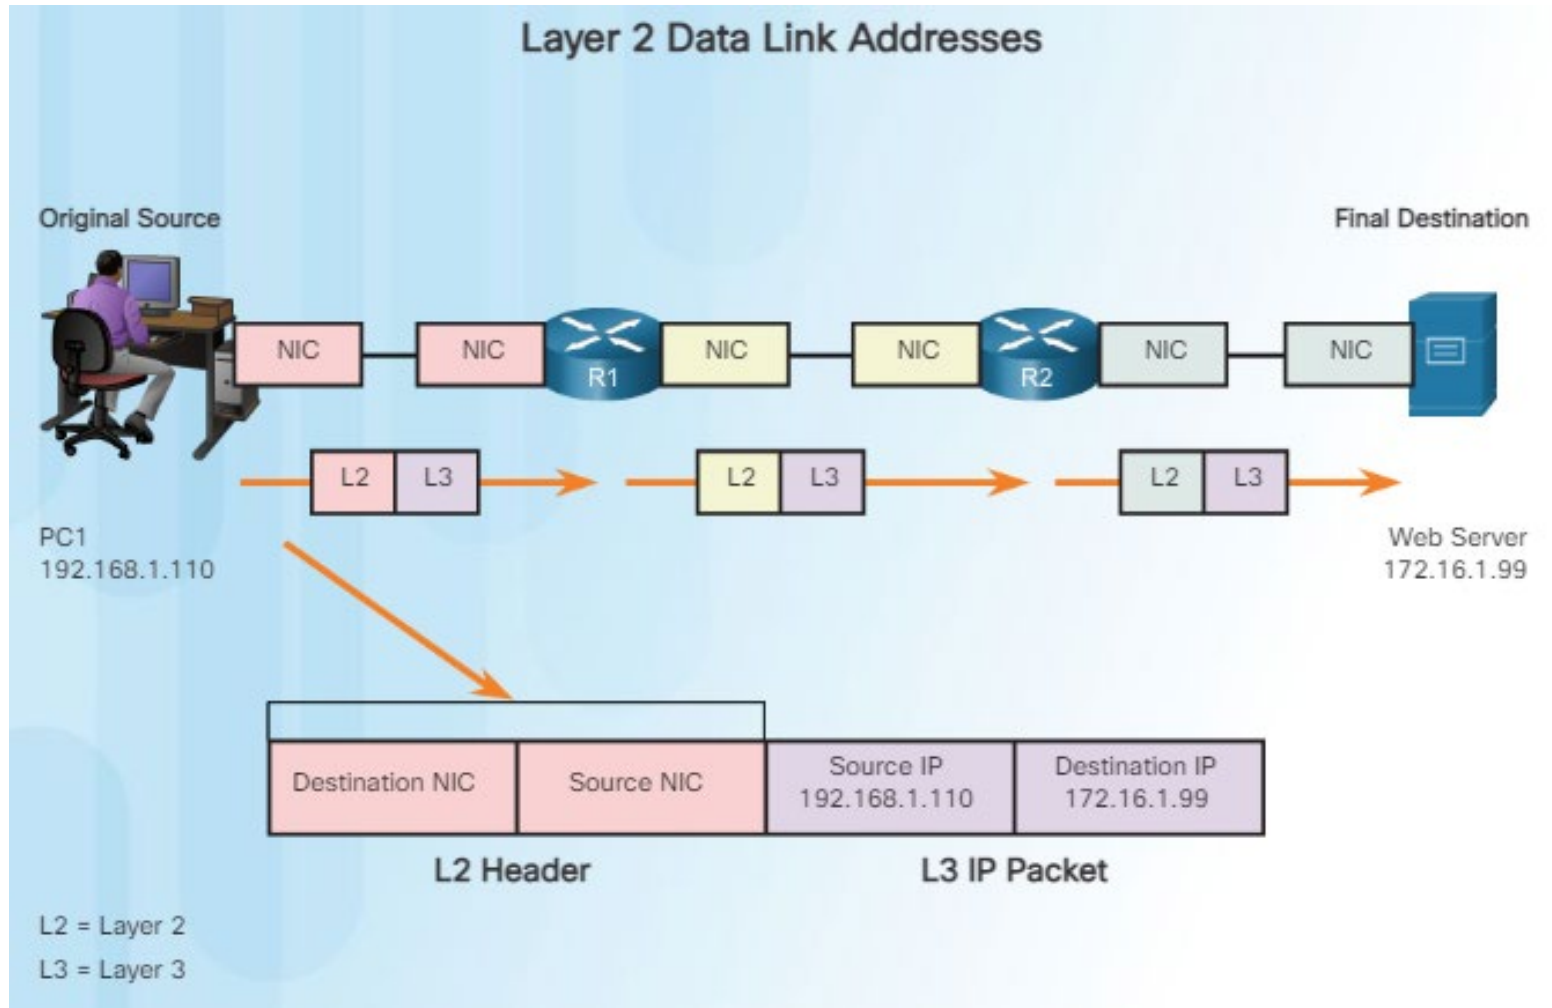 Layer 2 Data Link Addresses
Original Source
Final Destination
NIC
NIC
R1
NIC
NIC
R2
NIC
NIC
L2
L3
L2
L3
L2
L3
PC1
192.168.1.110
Web Server
172.16.1.99
Destination NIC
Source NIC
Source IP
192.168.1.110
Destination IP
172.16.1.99
L2 Header
L3 IP Packet
L2 = Layer 2
L3 = Layer 3